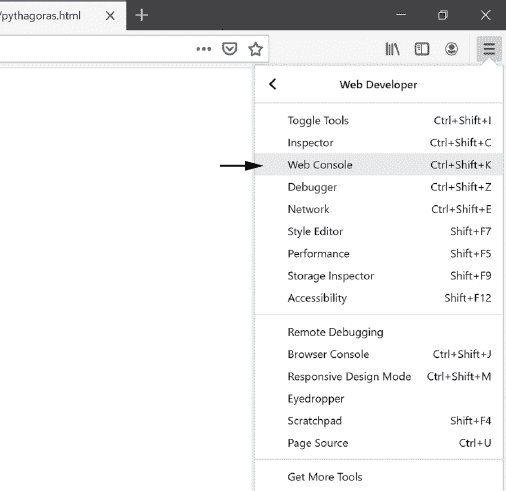 /pythagoras.html
Web Developer
Toggle Tools Ctrl+Shift+I
Inspector Ctrl+Shift+C
Web Console Ctrl+Shift+K
Debugger Ctrl+Shift+Z
Network Ctrl+Shift+E
Style Editor Shift+F7
Performance Shift+F5
Storage Inspector Shift+F9
Accessibility Shift+F12
Remote Debugging
Browser Console Ctrl+Shift+J
Responsive Design Mode Ctrl+Shift+M
Eyedropper
Scratchpad Shift+F4
Page Source Ctrl+U
Get More Tools